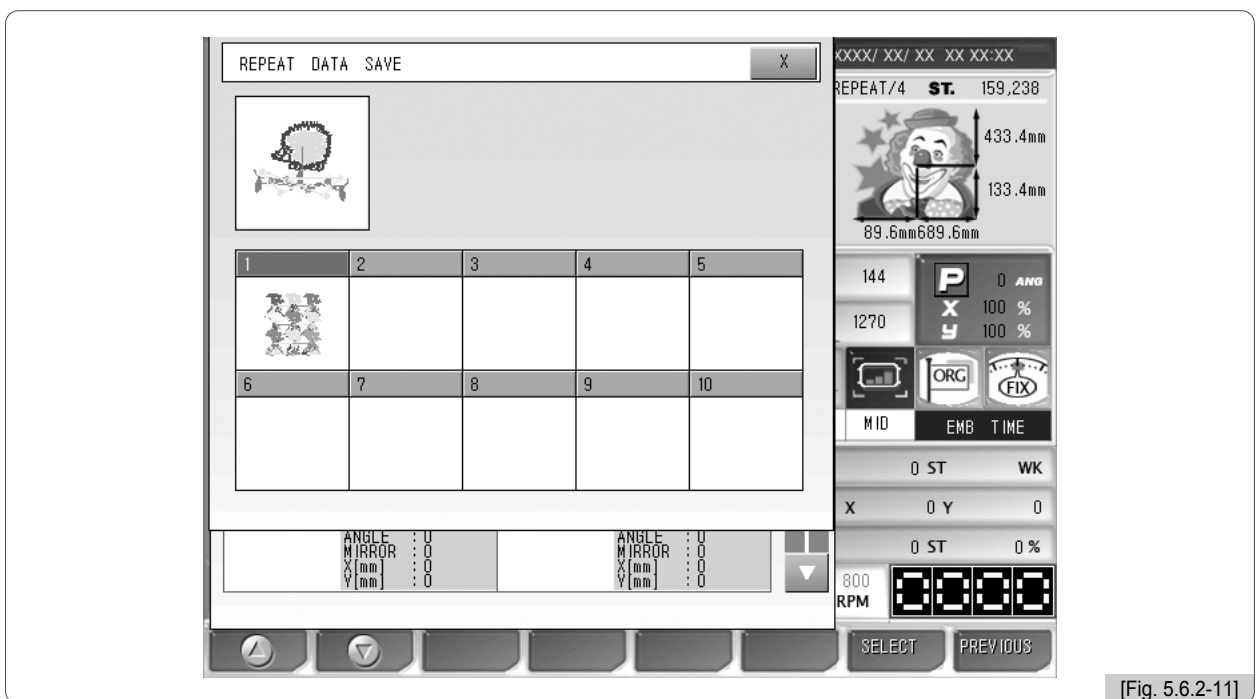 REPEAT DATA SAVE X
XXXX/ XX/ XX XX XX:XX
REPEAT/4 ST. 159,238
433.4mm
133.4mm
89.6mm689.6mm
1 2 3 4 5
6 7 8 9 10
144
P 0 ANG
X 100 %
1270
Y 100 %
ORG FIX
MID EMB TIME
0 ST WK
X 0 Y 0
0 ST 0 %
ANGLE : 0 ANGLE : 0
MIRROR : 0 MIRROR : 0
X[mm] : 0 X[mm] : 0
Y[mm] : 0 Y[mm] : 0
800
RPM 0000
SELECT PREVIOUS
[Fig. 5.6.2-11]